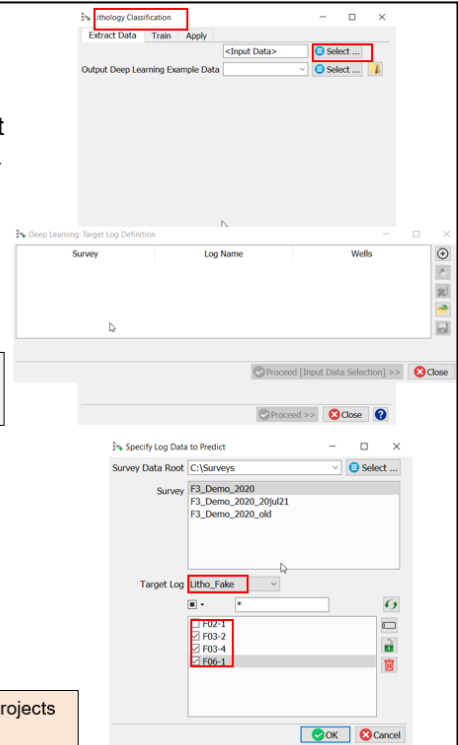 Lithology Classification
Extract Data Train Apply
<Input Data> Select ...
Output Deep Learning Example Data Select ...
t
Deep Learning: Target Log Definition
Survey Log Name Wells
Proceed [Input Data Selection] >> Close
Proceed >> Close ?
Specify Log Data to Predict
Survey Data Root C:\Surveys Select ...
Survey F3_Demo_2020
F3_Demo_2020_20Jul21
F3_Demo_2020_old
Target Log Litho_Fake
*
F02-1
F03-2
F03-4
F06-1
rojects
OK Cancel